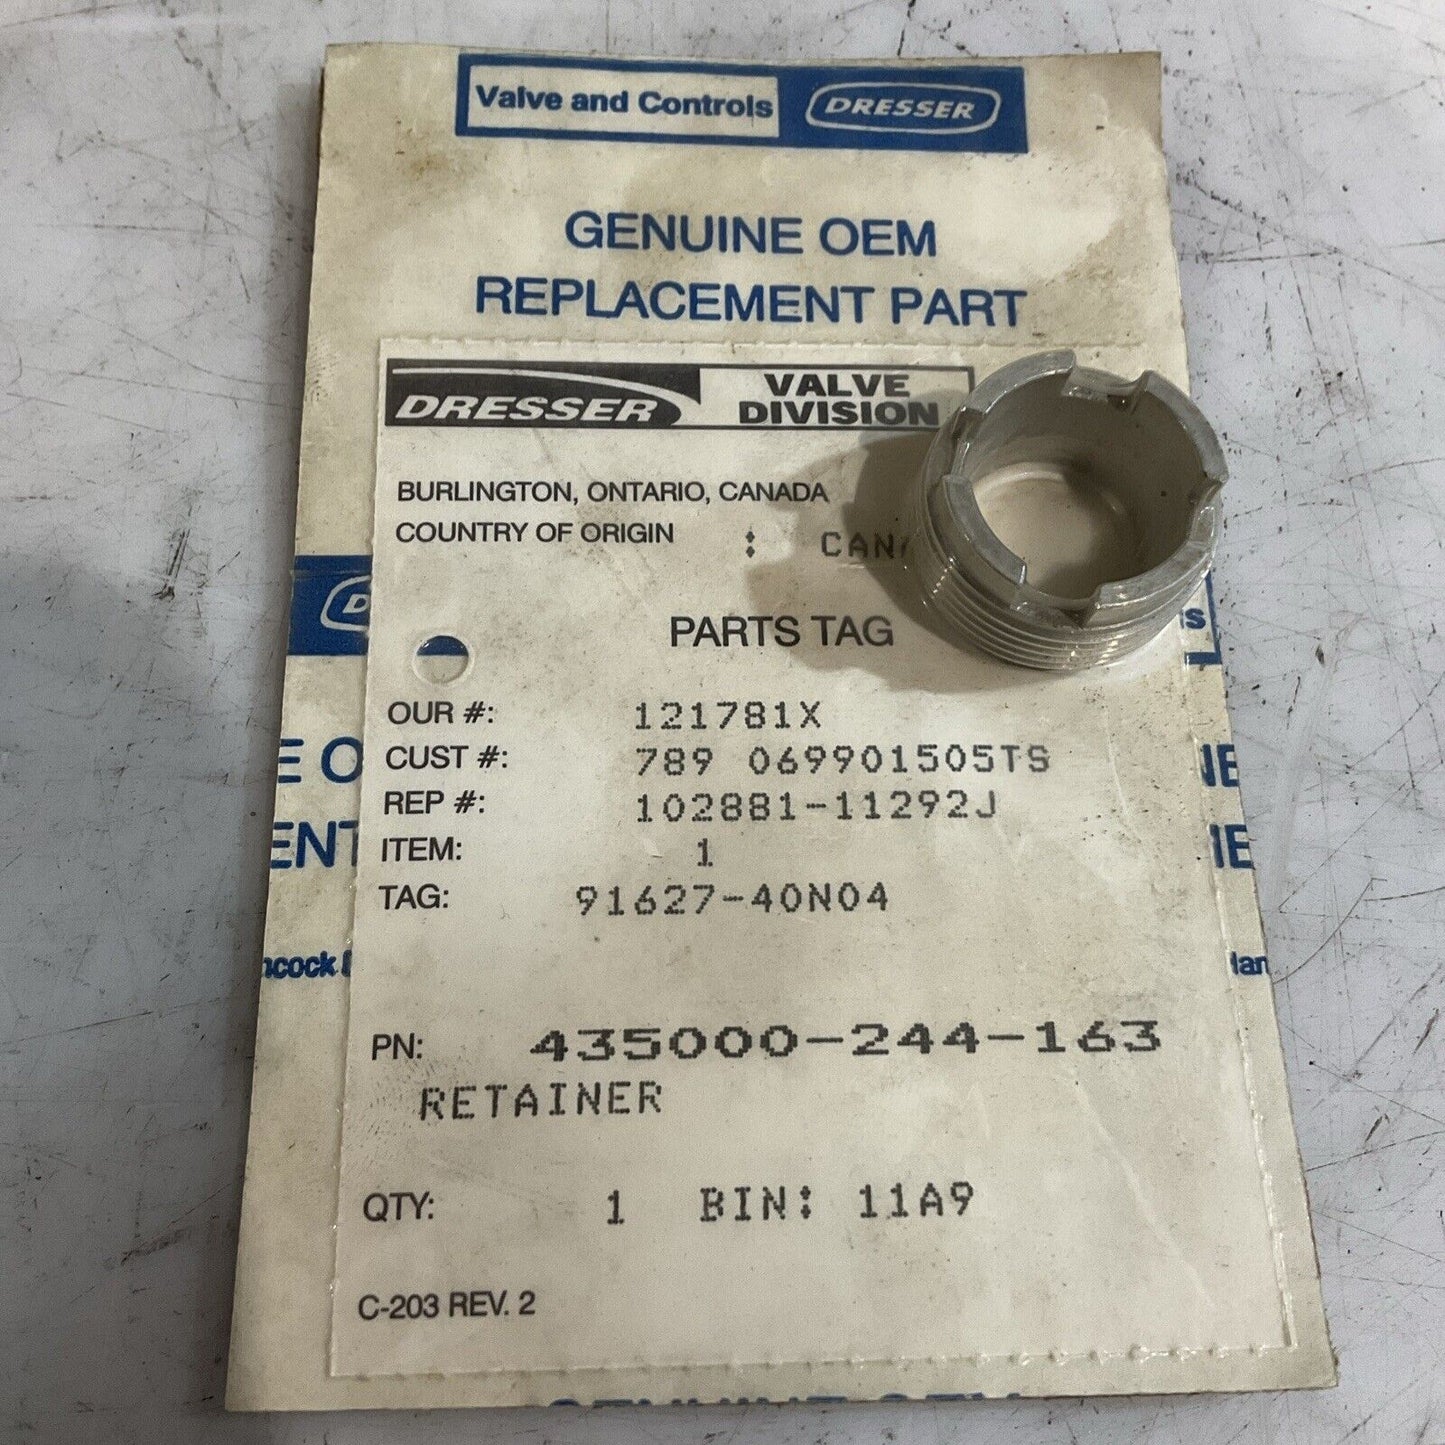 Valve and Controls DRESSER
GENUINE OEM
REPLACEMENT PART
DRESSER VALVE DIVISION
BURLINGTON, ONTARIO, CANADA
COUNTRY OF ORIGIN : CAN
PARTS TAG
OUR #: 121781X
CUST #: 789 069901505TS
REP #: 102881-11292J
ITEM: 1
TAG: 91627-40N04
PN: 435000-244-163
RETAINER
QTY: 1 BIN: 11A9
C-203 REV. 2